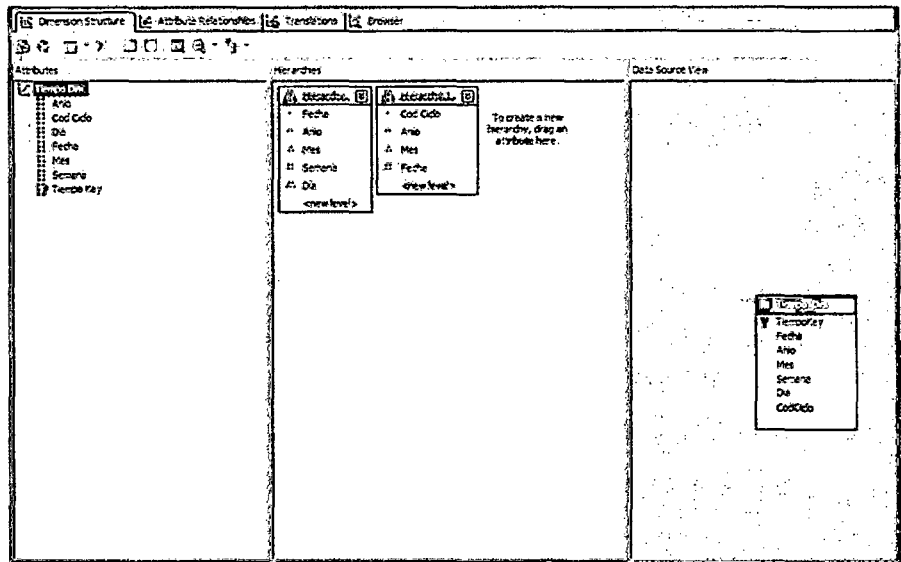 Dimension Structure Attribute Relationships Translations Browser
Attributes
Tiempo Dim
Anio
Cod Ciclo
Dia
Fecha
Mes
Semana
Tiempo Key
Hierarchies
Fecha
Anio
Mes
Semana
Dia
<new level>
Cod Ciclo
Anio
Mes
Fecha
<new level>
To create a new
hierarchy, drag an
attribute here.
Data Source View
TiempoKey
Fecha
Anio
Mes
Semana
Dia
CodCiclo